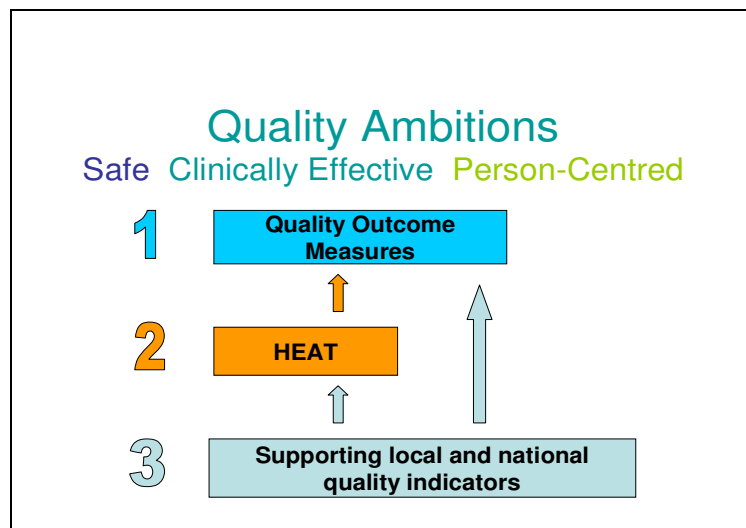 Quality Ambitions
Safe Clinically Effective Person-Centred
1
Quality Outcome
Measures
2
HEAT
3
Supporting local and national
quality indicators